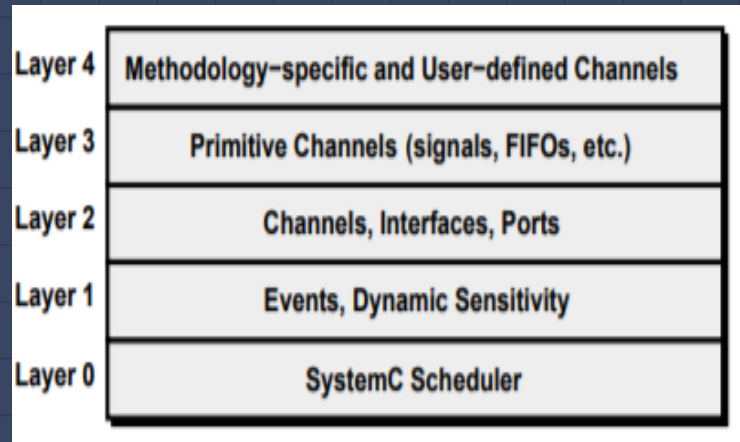 Layer 4 Methodology-specific and User-defined Channels
Layer 3 Primitive Channels (signals, FIFOs, etc.)
Layer 2 Channels, Interfaces, Ports
Layer 1 Events, Dynamic Sensitivity
Layer 0 SystemC Scheduler